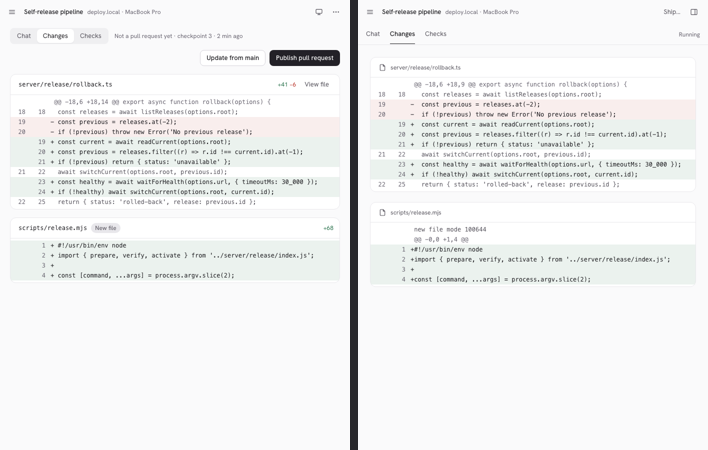 Self-release pipeline deploy.local · MacBook Pro
Chat Changes Checks Not a pull request yet · checkpoint 3 · 2 min ago
Update from main Publish pull request
server/release/rollback.ts +41 -6 View file
@@ -18,6 +18,14 @@ export async function rollback(options) {
18 18 const releases = await listReleases(options.root);
19 - const previous = releases.at(-2);
20 - if (!previous) throw new Error('No previous release');
19 + const current = await readCurrent(options.root);
20 + const previous = releases.filter((r) => r.id !== current.id).at(-1);
21 + if (!previous) return { status: 'unavailable' };
21 22 await switchCurrent(options.root, previous.id);
23 + const healthy = await waitForHealth(options.url, { timeoutMs: 30_000 });
24 + if (!healthy) await switchCurrent(options.root, current.id);
22 25 return { status: 'rolled-back', release: previous.id };
scripts/release.mjs New file +68
1 + #!/usr/bin/env node
2 + import { prepare, verify, activate } from '../server/release/index.js';
3 +
4 + const [command, ...args] = process.argv.slice(2);
Self-release pipeline deploy.local · MacBook Pro Ship...
Chat Changes Checks Running
server/release/rollback.ts
@@ -18,6 +18,9 @@ export async function rollback(options) {
18 18 const releases = await listReleases(options.root);
19 - const previous = releases.at(-2);
20 - if (!previous) throw new Error('No previous release');
19 + const current = await readCurrent(options.root);
20 + const previous = releases.filter((r) => r.id !== current.id).at(-1);
21 + if (!previous) return { status: 'unavailable' };
21 22 await switchCurrent(options.root, previous.id);
23 + const healthy = await waitForHealth(options.url, { timeoutMs: 30_000 });
24 + if (!healthy) await switchCurrent(options.root, current.id);
22 25 return { status: 'rolled-back', release: previous.id };
scripts/release.mjs
new file mode 100644
@@ -0,0 +1,4 @@
1 +#!/usr/bin/env node
2 +import { prepare, verify, activate } from '../server/release/index.js';
3 +
4 +const [command, ...args] = process.argv.slice(2);